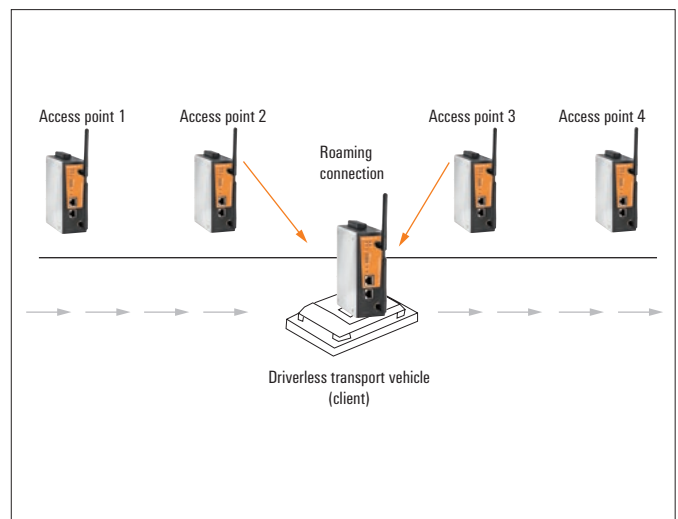 Access point 1
Access point 2
Access point 3
Access point 4
Roaming
connection
Driverless transport vehicle
(client)